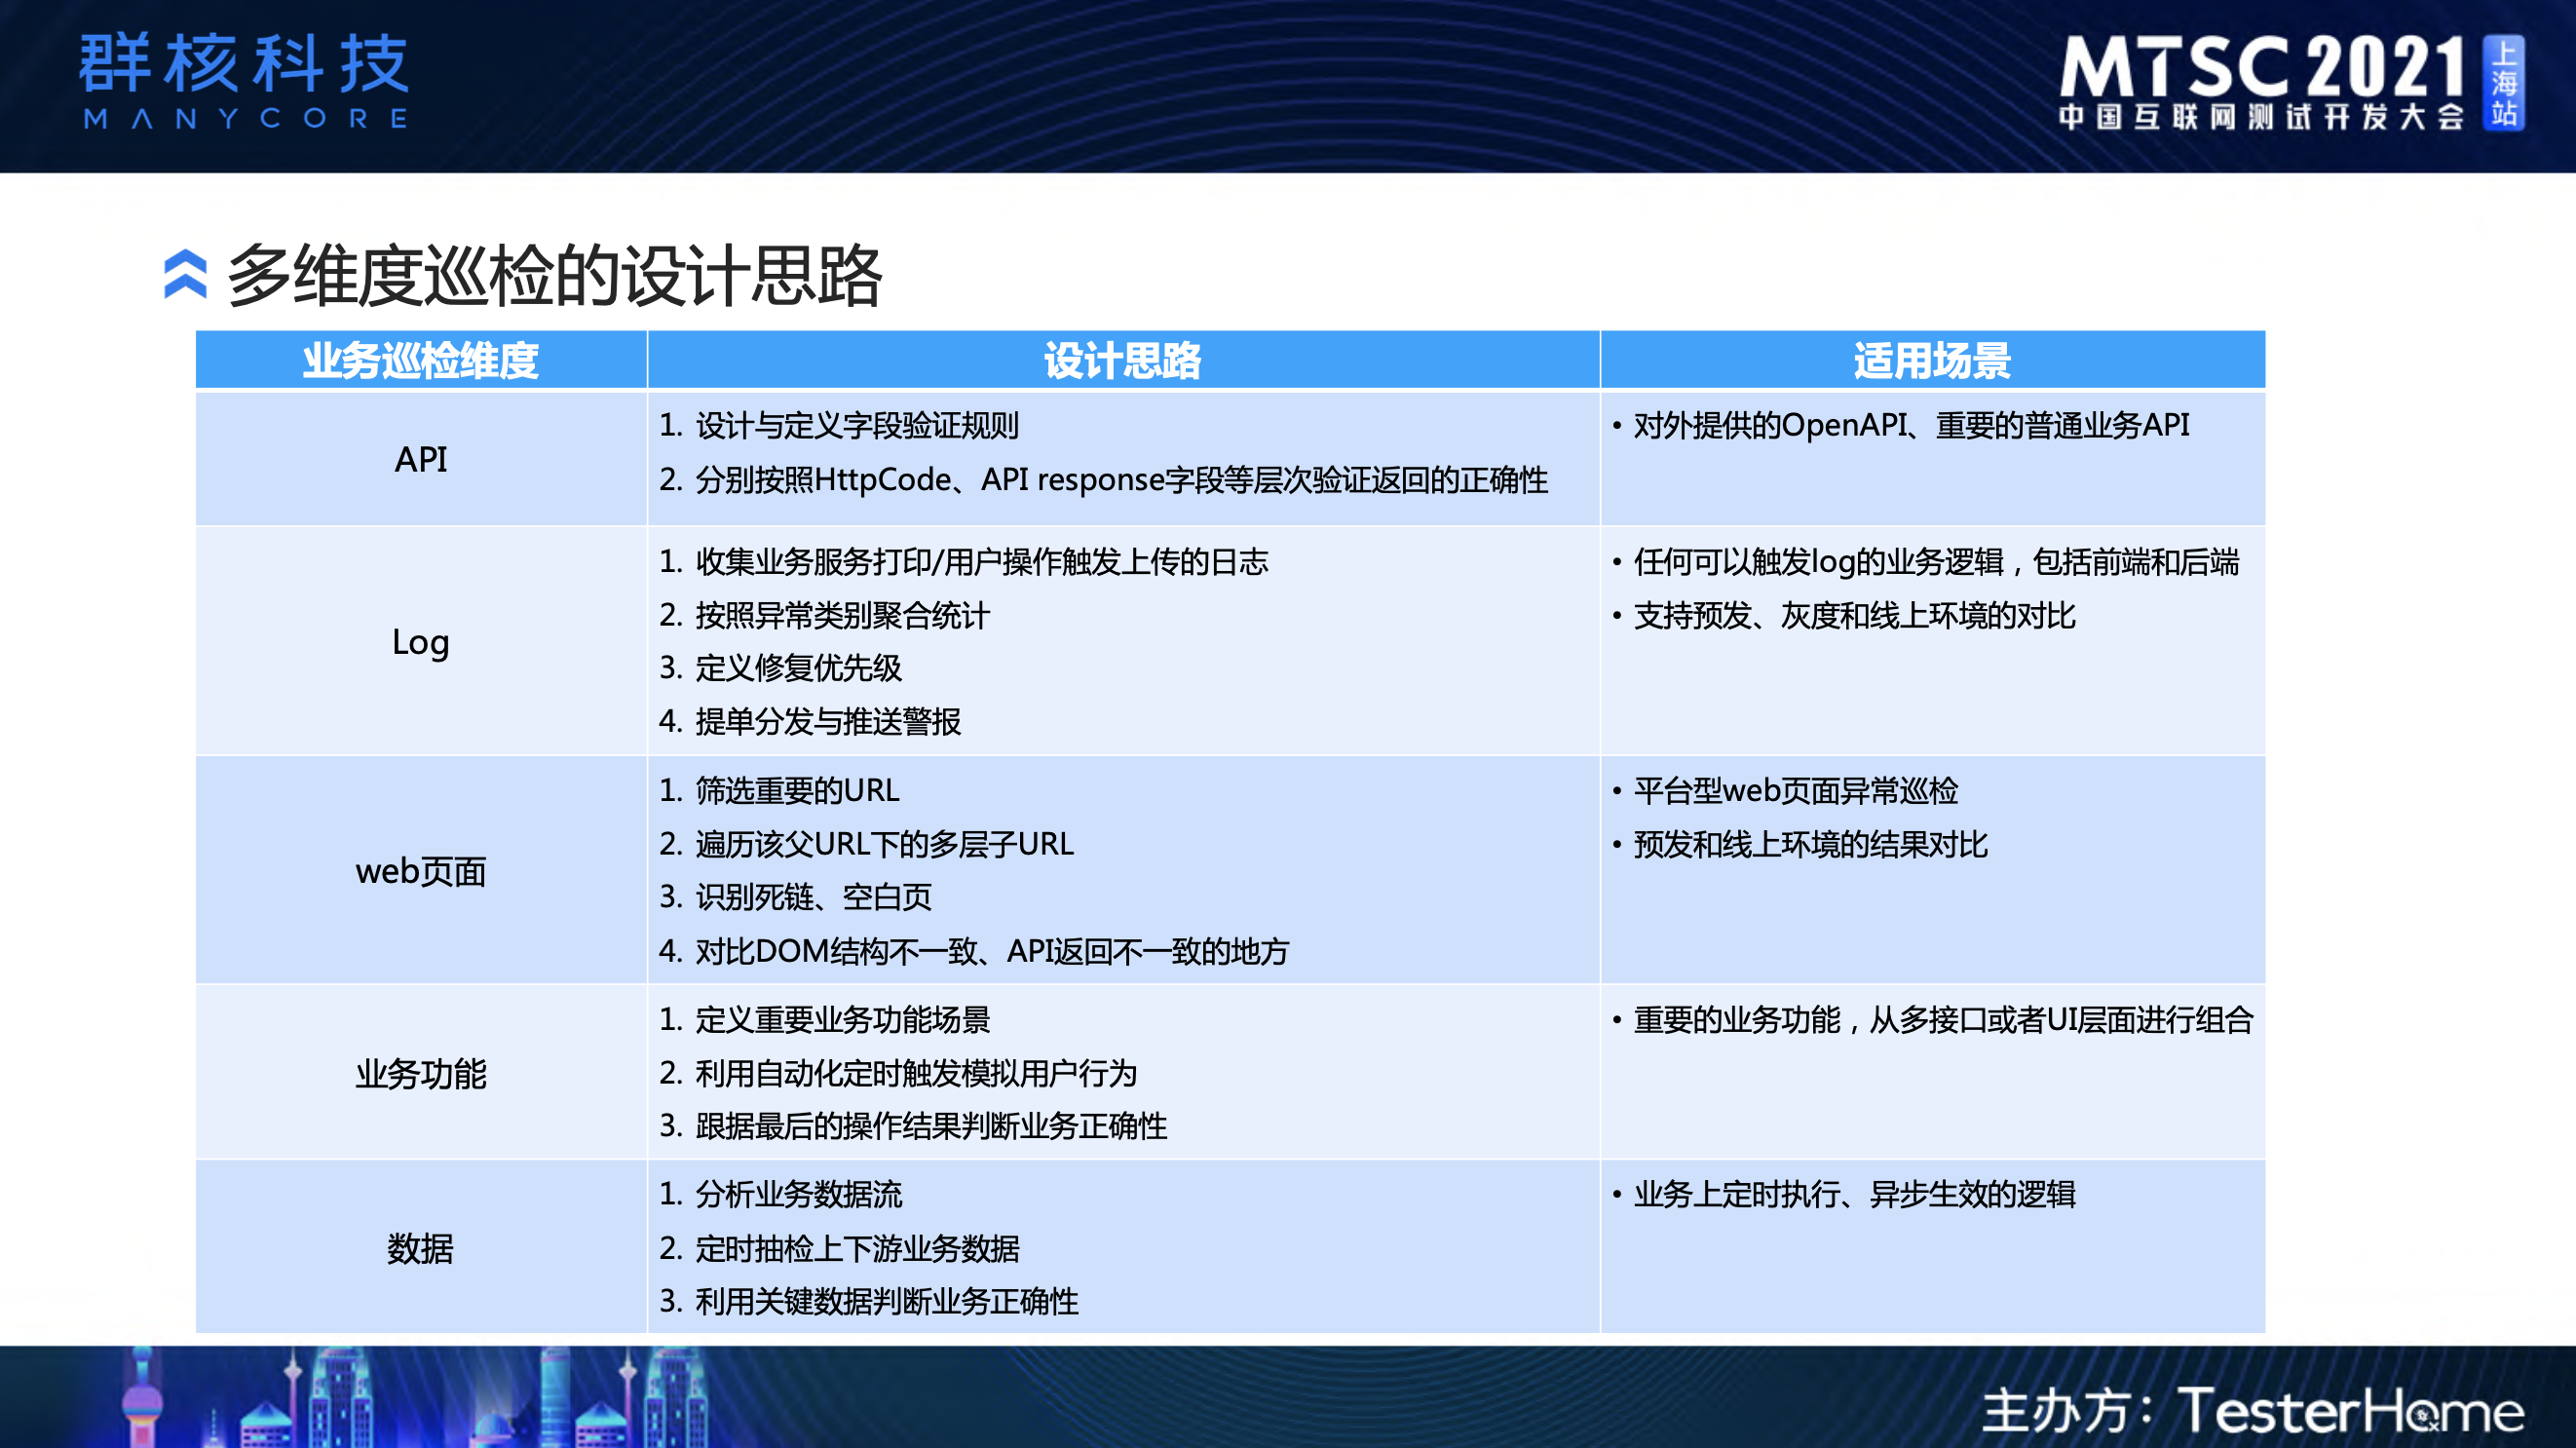 群核科技
MANYCORE
MTSC 2021
中国互联网测试开发大会
上海站
多维度巡检的设计思路
业务巡检维度 设计思路 适用场景
API
1. 设计与定义字段验证规则
2. 分别按照HttpCode、API response字段等层次验证返回的正确性
• 对外提供的OpenAPI、重要的普通业务API
Log
1. 收集业务服务打印/用户操作触发上传的日志
2. 按照异常类别聚合统计
3. 定义修复优先级
4. 提单分发与推送警报
• 任何可以触发log的业务逻辑，包括前端和后端
• 支持预发、灰度和线上环境的对比
web页面
1. 筛选重要的URL
2. 遍历该父URL下的多层子URL
3. 识别死链、空白页
4. 对比DOM结构不一致、API返回不一致的地方
• 平台型web页面异常巡检
• 预发和线上环境的结果对比
业务功能
1. 定义重要业务功能场景
2. 利用自动化定时触发模拟用户行为
3. 跟据最后的操作结果判断业务正确性
• 重要的业务功能，从多接口或者UI层面进行组合
数据
1. 分析业务数据流
2. 定时抽检上下游业务数据
3. 利用关键数据判断业务正确性
• 业务上定时执行、异步生效的逻辑
主办方：TesterHome